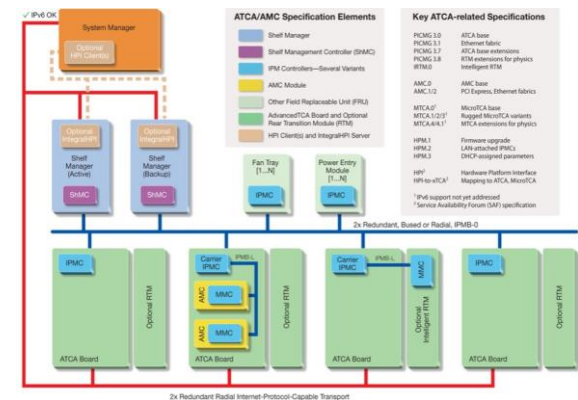 ✓ IPv6 OK
System Manager
Optional
HPI Client(s)
ATCA/AMC Specification Elements
Shelf Manager
Shelf Management Controller (ShMC)
IPM Controllers—Several Variants
AMC Module
Other Field Replaceable Unit (FRU)
AdvancedTCA Board and Optional
Rear Transition Module (RTM)
HPI Client(s) and IntegralHPI Server
Key ATCA-related Specifications
PICMG 3.0 ATCA base
PICMG 3.1 Ethernet fabric
PICMG 3.7 ATCA base extensions
PICMG 3.8 RTM extensions for physics
IRTM.0 Intelligent RTM
AMC.0 AMC base
AMC.1/2 PCI Express, Ethernet fabrics
MTCA.0¹ MicroTCA base
MTCA.1/2/3¹ Rugged MicroTCA variants
MTCA.4/4.1¹ MTCA extensions for physics
HPM.1 Firmware upgrade
HPM.2 LAN-attached IPMCs
HPM.3 DHCP-assigned parameters
HPI² Hardware Platform Interface
HPI-to-xTCA² Mapping to ATCA, MicroTCA
¹ IPv6 support not yet addressed
² Service Availability Forum (SAF) specification
Optional
IntegralHPI
Shelf
Manager
(Active)
ShMC
Optional
IntegralHPI
Shelf
Manager
(Backup)
ShMC
Fan Tray
[1...N]
IPMC
Power Entry
Module
[1...N]
IPMC
2x Redundant, Bused or Radial, IPMB-0
IPMC
ATCA Board
Optional RTM
Carrier
IPMC
IPMB-L
AMC
MMC
AMC
MMC
ATCA Board
Optional RTM
Carrier
IPMC
IPMB-L
MMC
ATCA Board
Optional
Intelligent RTM
IPMC
ATCA Board
Optional RTM
2x Redundant Radial Internet-Protocol-Capable Transport